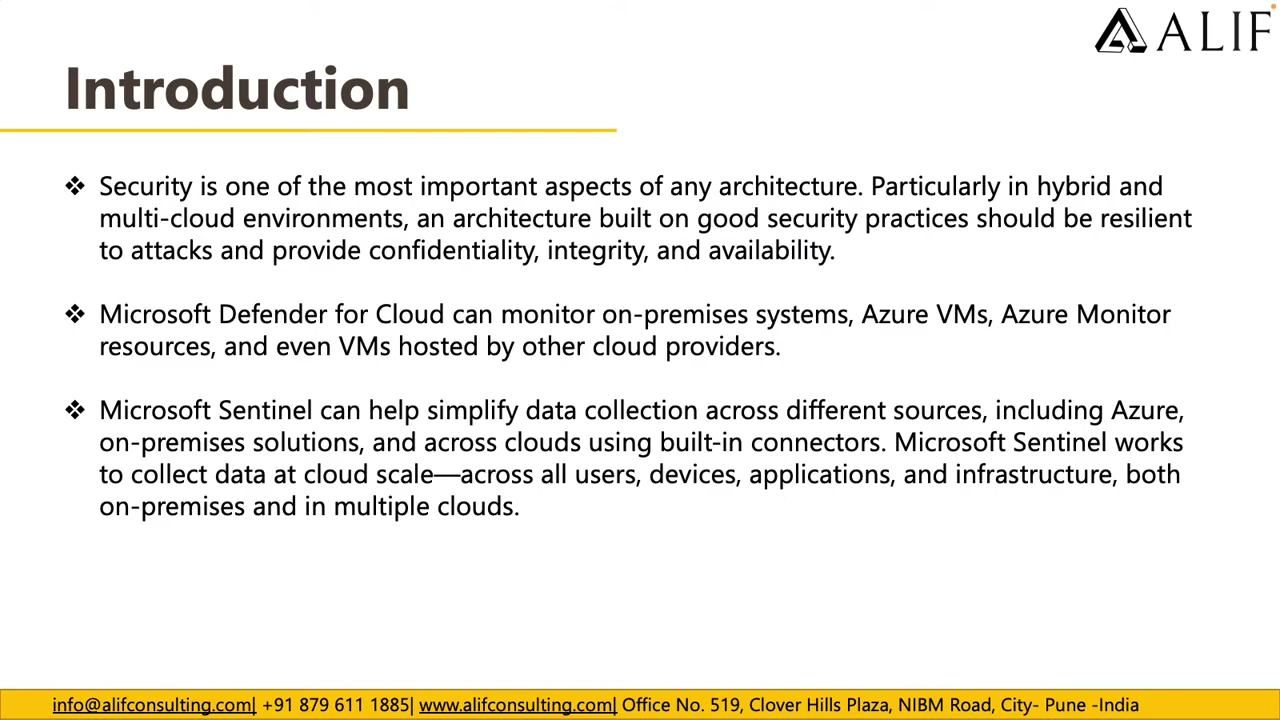 ALIF
Introduction
❖ Security is one of the most important aspects of any architecture. Particularly in hybrid and
multi-cloud environments, an architecture built on good security practices should be resilient
to attacks and provide confidentiality, integrity, and availability.
❖ Microsoft Defender for Cloud can monitor on-premises systems, Azure VMs, Azure Monitor
resources, and even VMs hosted by other cloud providers.
❖ Microsoft Sentinel can help simplify data collection across different sources, including Azure,
on-premises solutions, and across clouds using built-in connectors. Microsoft Sentinel works
to collect data at cloud scale—across all users, devices, applications, and infrastructure, both
on-premises and in multiple clouds.
info@alifconsulting.com| +91 879 611 1885| www.alifconsulting.com| Office No. 519, Clover Hills Plaza, NIBM Road, City- Pune -India